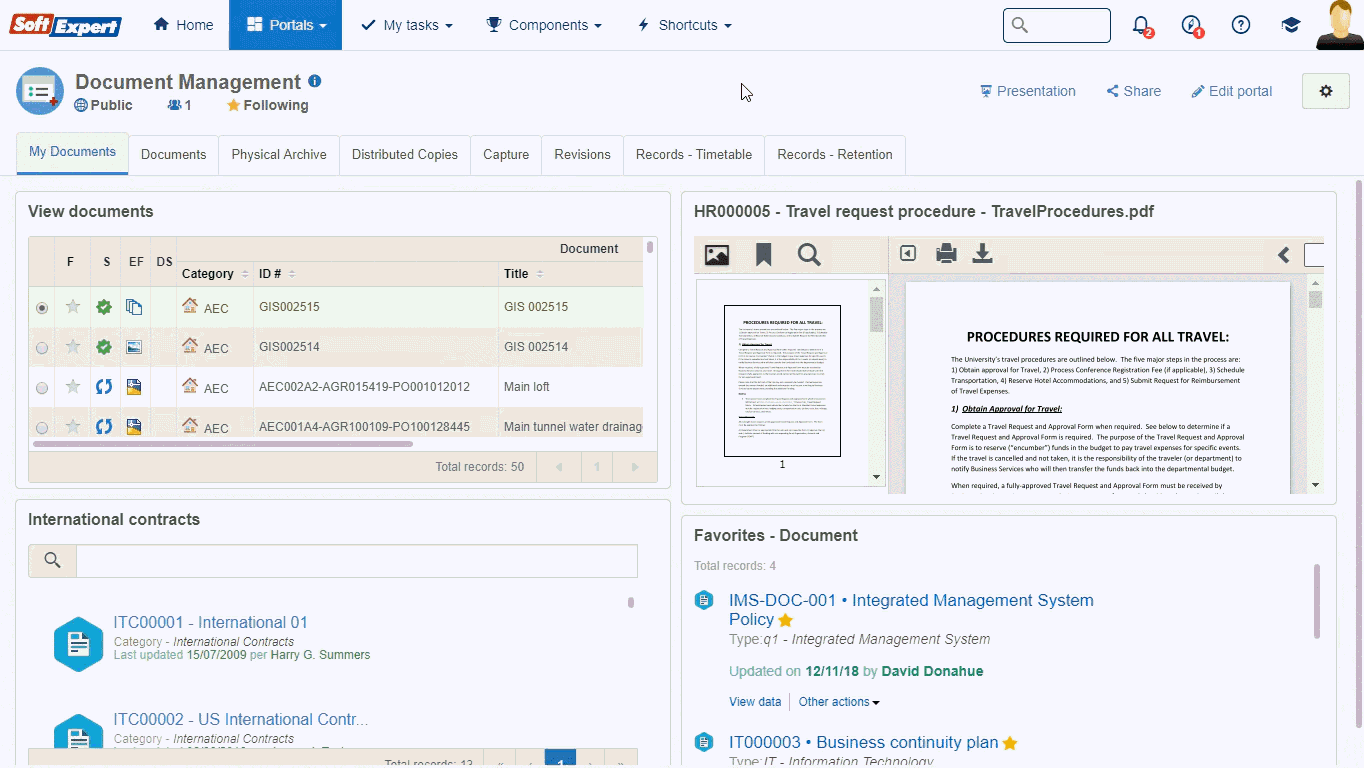 SoftExpert
Home
Portals
My tasks
Components
Shortcuts
2
1
Document Management
Public
1
Following
Presentation
Share
Edit portal
My Documents
Documents
Physical Archive
Distributed Copies
Capture
Revisions
Records - Timetable
Records - Retention
View documents
Document
F S EF DS
Category ID # Title
AEC GIS002515 GIS 002515
AEC GIS002514 GIS 002514
AEC AEC002A2-AGR015419-PO001012012 Main loft
AEC AEC001A4-AGR100109-PO100128445 Main tunnel water drainag
Total records: 50
1
International contracts
ITC00001 - International 01
Category - International Contracts
Last updated 15/07/2009 per Harry G. Summers
ITC00002 - US International Contr...
Category - International Contracts
Total records: 13
1
HR000005 - Travel request procedure - TravelProcedures.pdf
PROCEDURES REQUIRED FOR ALL TRAVEL:
1
PROCEDURES REQUIRED FOR ALL TRAVEL:
The University's travel procedures are outlined below. The five major steps in the process are:
1) Obtain approval for Travel, 2) Process Conference Registration Fee (if applicable), 3) Schedule
Transportation, 4) Reserve Hotel Accommodations, and 5) Submit Request for Reimbursement
of Travel Expenses.
1) Obtain Approval for Travel:
Complete a Travel Request and Approval Form when required. See below to determine if a
Travel Request and Approval Form is required. The purpose of the Travel Request and Approval
Form is to reserve ("encumber") funds in the budget to pay travel expenses for specific events.
If the travel is cancelled and not taken, it is the responsibility of the traveler (or department) to
notify Business Services who will then transfer the funds back into the departmental budget.
When required, a fully-approved Travel Request and Approval Form must be received by
Favorites - Document
Total records: 4
IMS-DOC-001 • Integrated Management System
Policy
Type:q1 - Integrated Management System
Updated on 12/11/18 by David Donahue
View data
Other actions
IT000003 • Business continuity plan
Type:IT - Information Technology